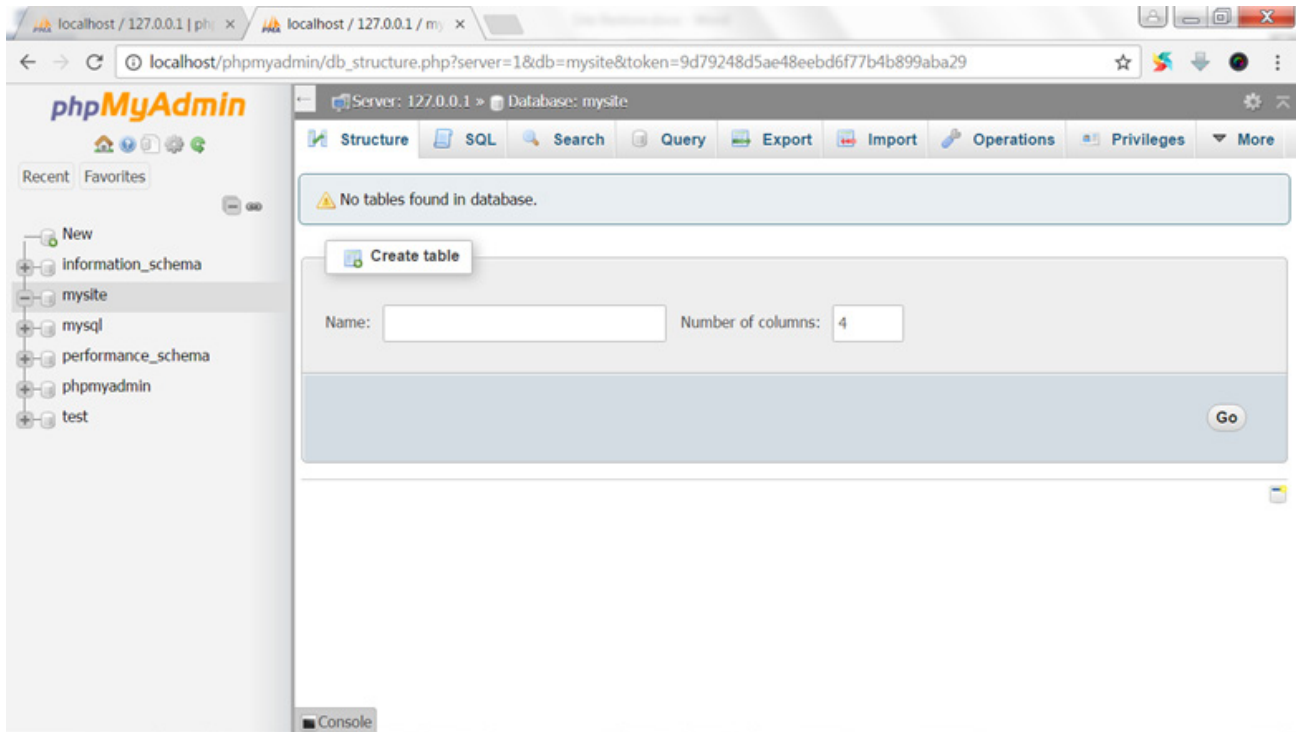 localhost / 127.0.0.1 | ph
localhost / 127.0.0.1 / my
localhost/phpmyadmin/db_structure.php?server=1&db=mysite&token=9d79248d5ae48eebd6f77b4b899aba29
phpMyAdmin
Server: 127.0.0.1 » Database: mysite
Structure SQL Search Query Export Import Operations Privileges More
Recent Favorites
No tables found in database.
New
information_schema
mysite
mysql
performance_schema
phpmyadmin
test
Create table
Name: Number of columns: 4
Go
Console